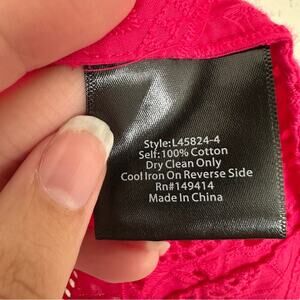 Style:L45824-4
Self:100% Cotton
Dry Clean Only
Cool Iron On Reverse Side
Rn#149414
Made In China